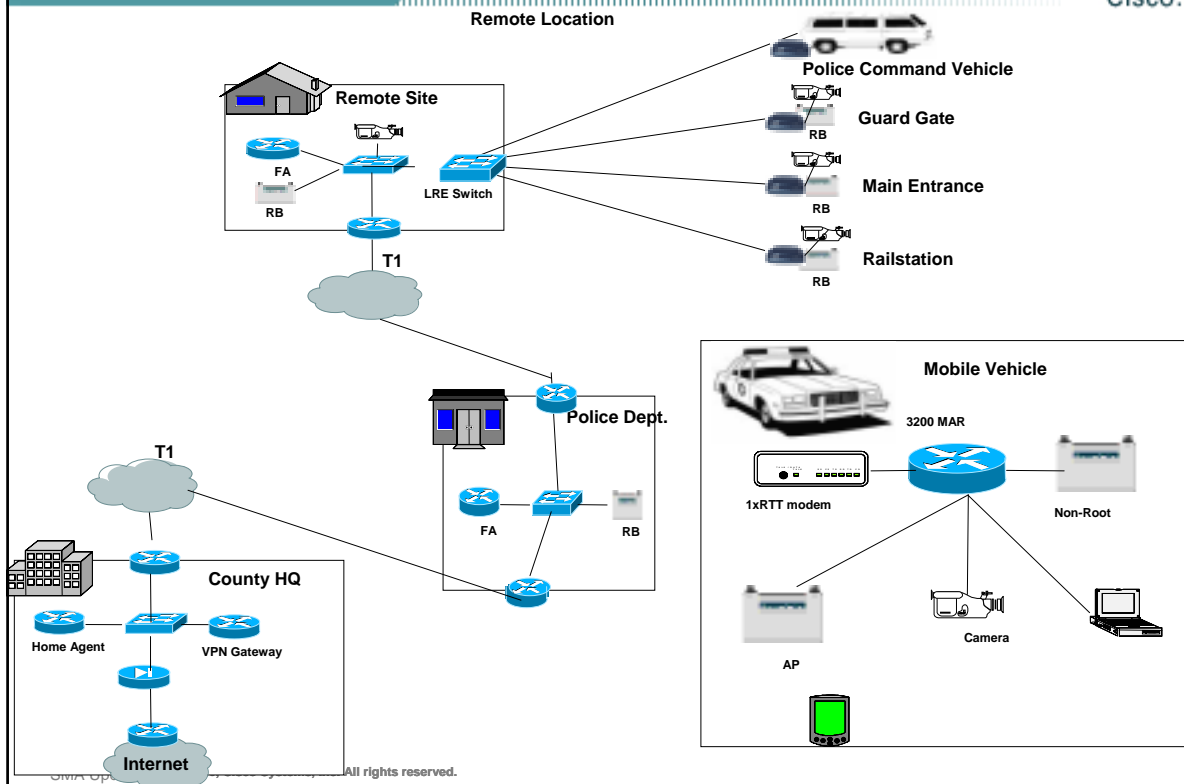 Cisco.
Remote Location
Police Command Vehicle
Remote Site
FA
RB
LRE Switch
RB
Guard Gate
RB
Main Entrance
RB
Railstation
T1
Police Dept.
FA
RB
T1
County HQ
Home Agent
VPN Gateway
Internet
Mobile Vehicle
3200 MAR
1xRTT modem
Non-Root
AP
Camera
All rights reserved.